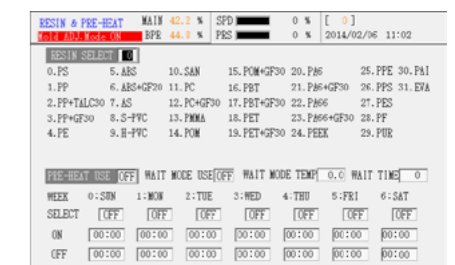 RESIN & PRE-HEAT MAIN 42.2 % SPD 0 % [ 0 ]
Mold ADJ.Mode ON BPR 44.0 % PRS 0 % 2014/02/06 11:02
RESIN SELECT 0
0.PS 5.ABS 10.SAN 15.POM+GF30 20.PA6 25.PPE 30.PAI
1.PP 6.ABS+GF20 11.PC 16.PBT 21.PA6+GF30 26.PPS 31.EVA
2.PP+TALC30 7.AS 12.PC+GF30 17.PBT+GF30 22.PA66 27.PES
3.PP+GF30 8.S-PVC 13.PMMA 18.PET 23.PA66+GF30 28.PF
4.PE 9.H-PVC 14.POM 19.PET+GF30 24.PEEK 29.PUR
PRE-HEAT USE OFF WAIT MODE USE OFF WAIT MODE TEMP 0.0 WAIT TIME 0
WEEK 0:SUN 1:MON 2:TUE 3:WED 4:THU 5:FRI 6:SAT
SELECT OFF OFF OFF OFF OFF OFF OFF
ON 00:00 00:00 00:00 00:00 00:00 00:00 00:00
OFF 00:00 00:00 00:00 00:00 00:00 00:00 00:00